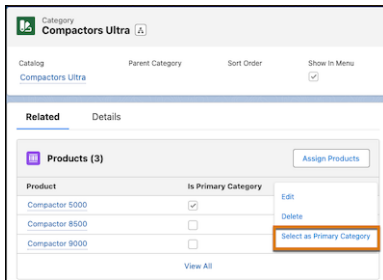 Category
Compactors Ultra
Catalog Parent Category Sort Order Show In Menu
Compactors Ultra
Related Details
Products (3) Assign Products
Product Is Primary Category
Edit
Compactor 5000
Delete
Compactor 8500
Select as Primary Category
Compactor 9000
View All